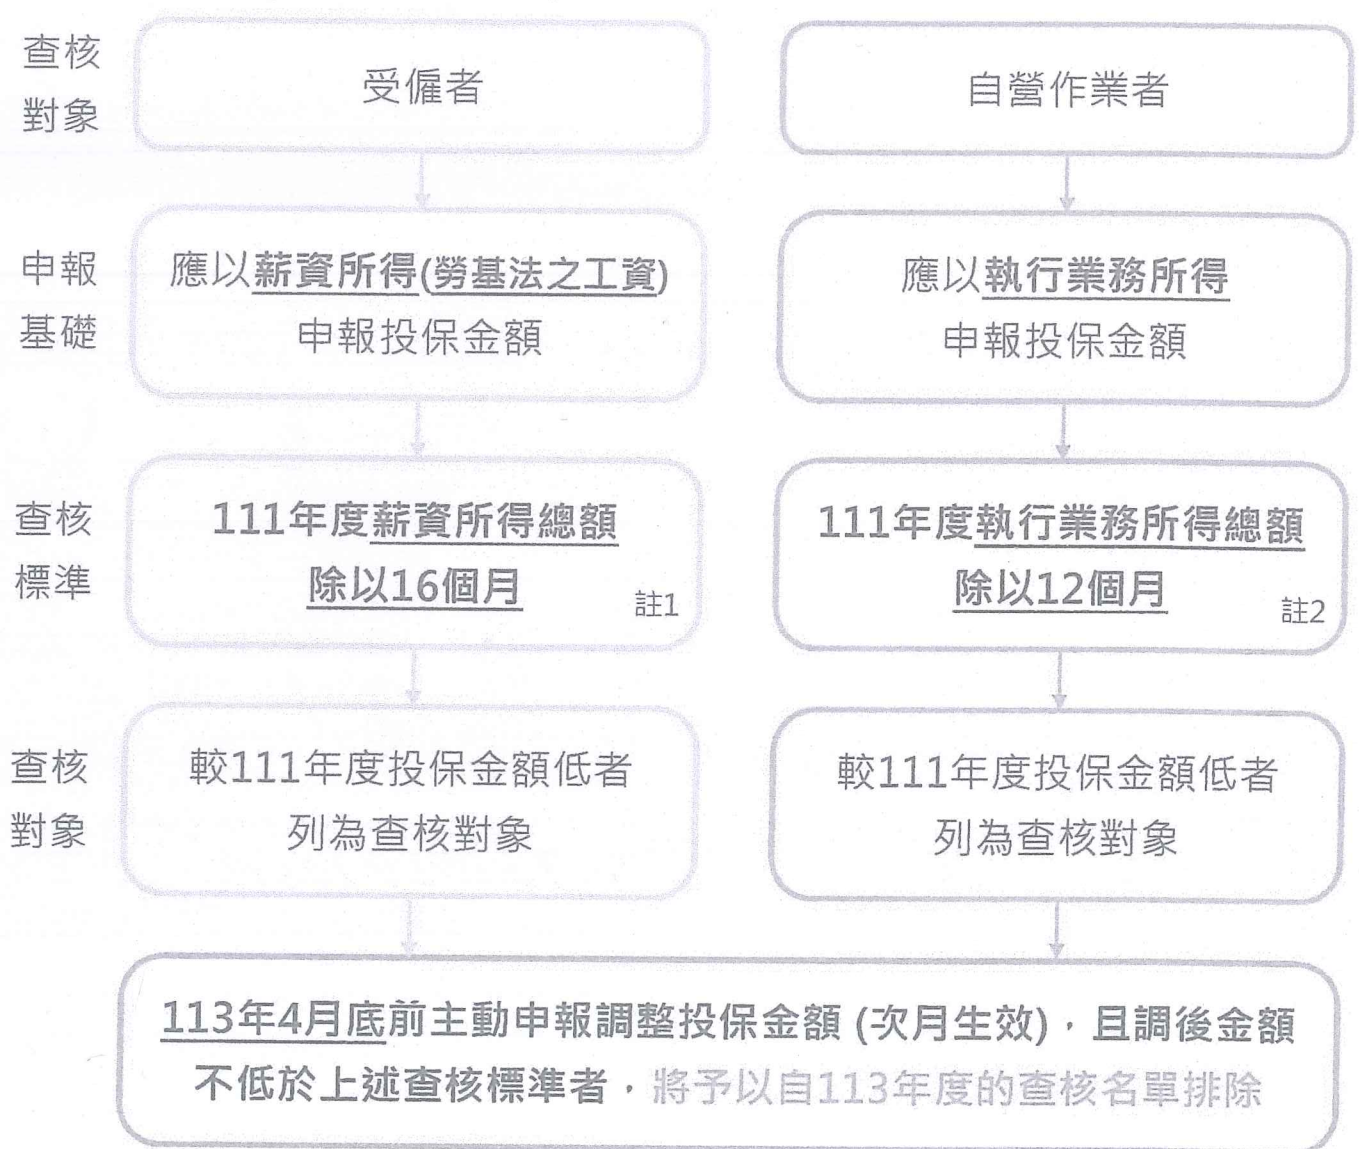 查核
對象
受僱者
自營作業者
申報
基礎
應以薪資所得(勞基法之工資)
申報投保金額
應以執行業務所得
申報投保金額
查核
標準
111年度薪資所得總額
除以16個月
註1
111年度執行業務所得總額
除以12個月
註2
查核
對象
較111年度投保金額低者
列為查核對象
較111年度投保金額低者
列為查核對象
113年4月底前主動申報調整投保金額 (次月生效)，且調後金額
不低於上述查核標準者，將予以自113年度的查核名單排除